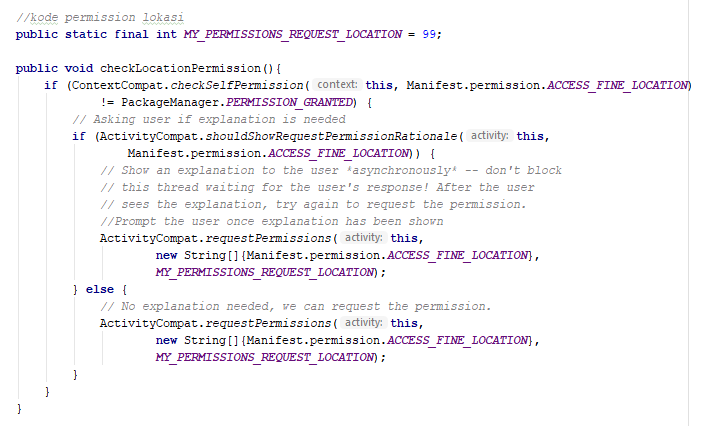 //kode permission lokasi
public static final int MY_PERMISSIONS_REQUEST_LOCATION = 99;
public void checkLocationPermission(){
if (ContextCompat.checkSelfPermission( context: this, Manifest.permission.ACCESS_FINE_LOCATION)
!= PackageManager.PERMISSION_GRANTED) {
// Asking user if explanation is needed
if (ActivityCompat.shouldShowRequestPermissionRationale( activity: this,
Manifest.permission.ACCESS_FINE_LOCATION)) {
// Show an explanation to the user *asynchronously* -- don't block
// this thread waiting for the user's response! After the user
// sees the explanation, try again to request the permission.
//Prompt the user once explanation has been shown
ActivityCompat.requestPermissions( activity: this,
new String[]{Manifest.permission.ACCESS_FINE_LOCATION},
MY_PERMISSIONS_REQUEST_LOCATION);
} else {
// No explanation needed, we can request the permission.
ActivityCompat.requestPermissions( activity: this,
new String[]{Manifest.permission.ACCESS_FINE_LOCATION},
MY_PERMISSIONS_REQUEST_LOCATION);
}
}
}